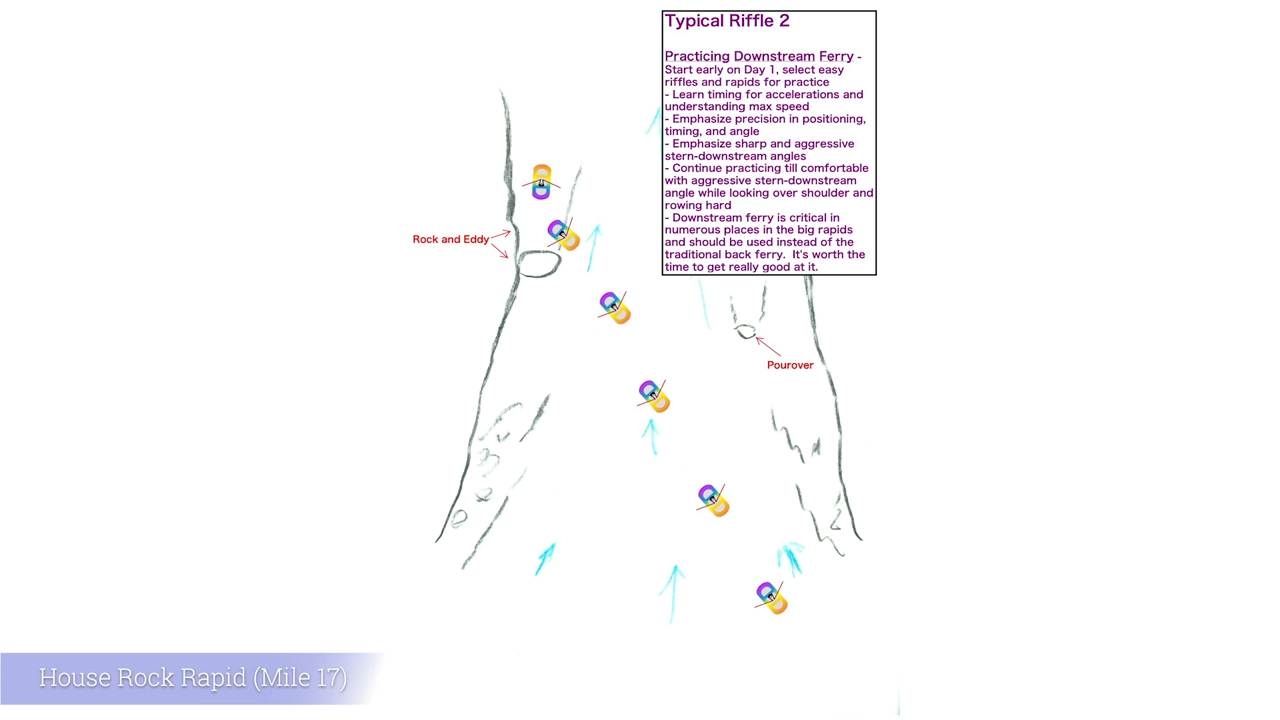 Typical Riffle 2
Practicing Downstream Ferry -
Start early on Day 1, select easy
riffles and rapids for practice
- Learn timing for accelerations and
understanding max speed
- Emphasize precision in positioning,
timing, and angle
- Emphasize sharp and aggressive
stern-downstream angles
- Continue practicing till comfortable
with aggressive stern-downstream
angle while looking over shoulder and
rowing hard
- Downstream ferry is critical in
numerous places in the big rapids
and should be used instead of the
traditional back ferry.  It's worth the
time to get really good at it.
Rock and Eddy
Pourover
House Rock Rapid (Mile 17)